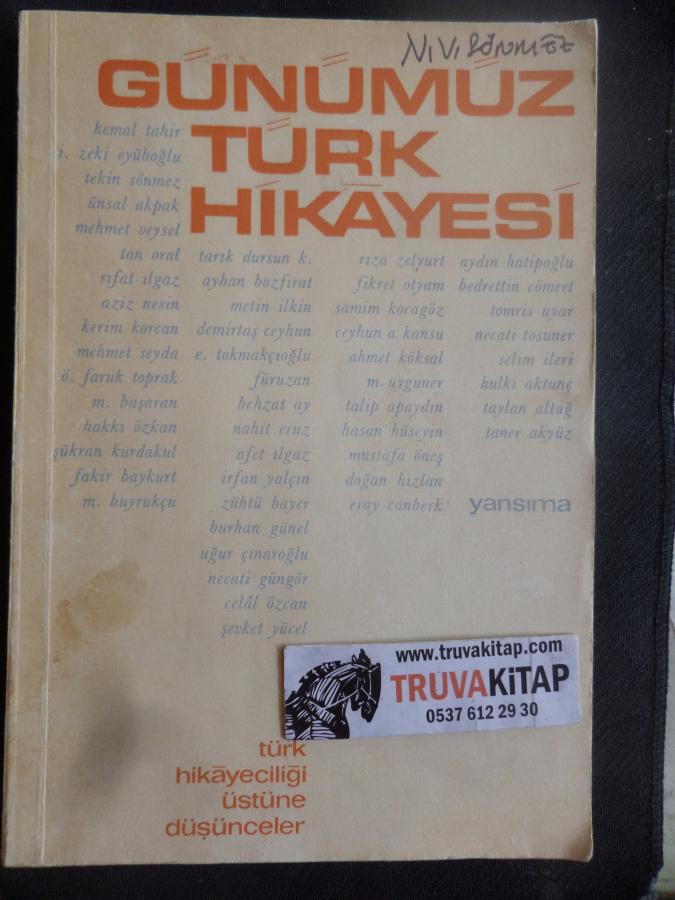 GÜNÜMÜZ
TÜRK
HİKÂYESİ
kemal tahir
i. zeki eyüboğlu
tekin sönmez
ünsal akpak
mehmet veysel
tan oral
rıfat ılgaz
aziz nesin
kerim korcan
mehmet seyda
ö. faruk toprak
m. başaran
hakkı özkan
şükran kurdakul
fakir baykurt
m. buyrukçu
tarık dursun k.
ayhan bozfırat
metin ilkin
demirtaş ceyhun
e. tokmakçıoğlu
füruzan
behzat ay
nahit eruz
afet ılgaz
irfan yalçın
zühtü bayer
burhan günel
uğur çınaroğlu
necati güngör
celâl özcan
şevket yücel
rıza zelyurt
fikret otyam
samim kocagöz
ceyhun a. kansu
ahmet köksal
m. uyguner
talip apaydın
hasan hüseyin
mustafa öneş
doğan hızlan
eray canberk
aydın hatipoğlu
bedrettin cömert
tomris uyar
necati tosuner
selim ileri
hulki aktunç
taylan altuğ
taner akyüz
yansıma
www.truvakitap.com
TRUVAKİTAP
0537 612 29 30
türk
hikâyeciliği
üstüne
düşünceler